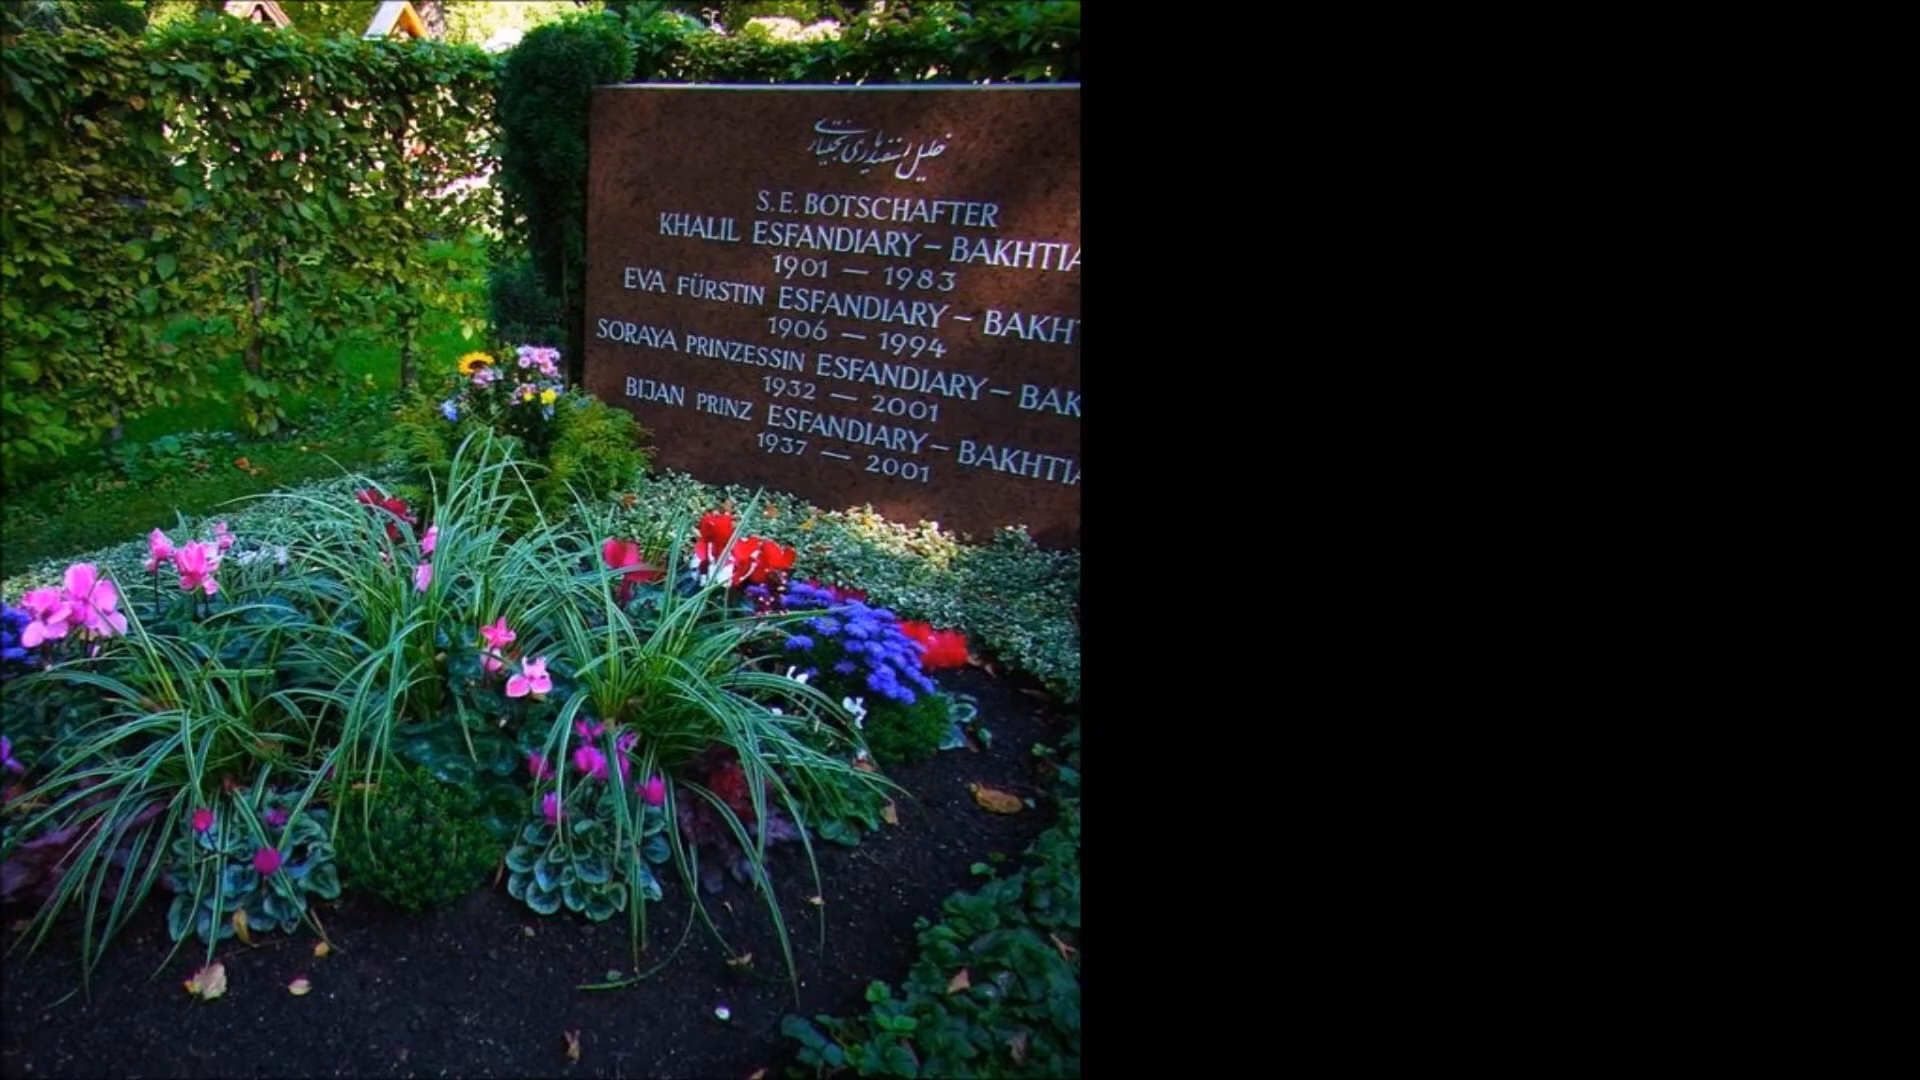 خلیل اسفندیاری بختیاری
S.E. BOTSCHAFTER
KHALIL ESFANDIARY – BAKHTIA
1901 — 1983
EVA FÜRSTIN ESFANDIARY – BAKHT
1906 — 1994
SORAYA PRINZESSIN ESFANDIARY – BAK
1932 — 2001
BIJAN PRINZ ESFANDIARY – BAKHTIA
1937 — 2001